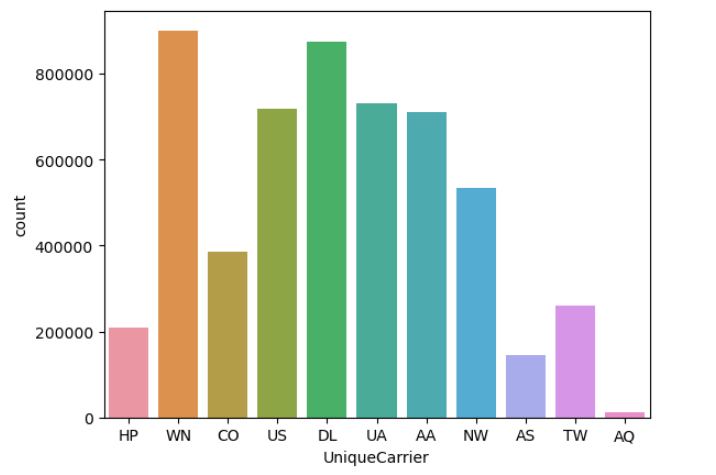 count
800000
600000
400000
200000
0
HP WN CO US DL UA AA NW AS TW AQ
UniqueCarrier